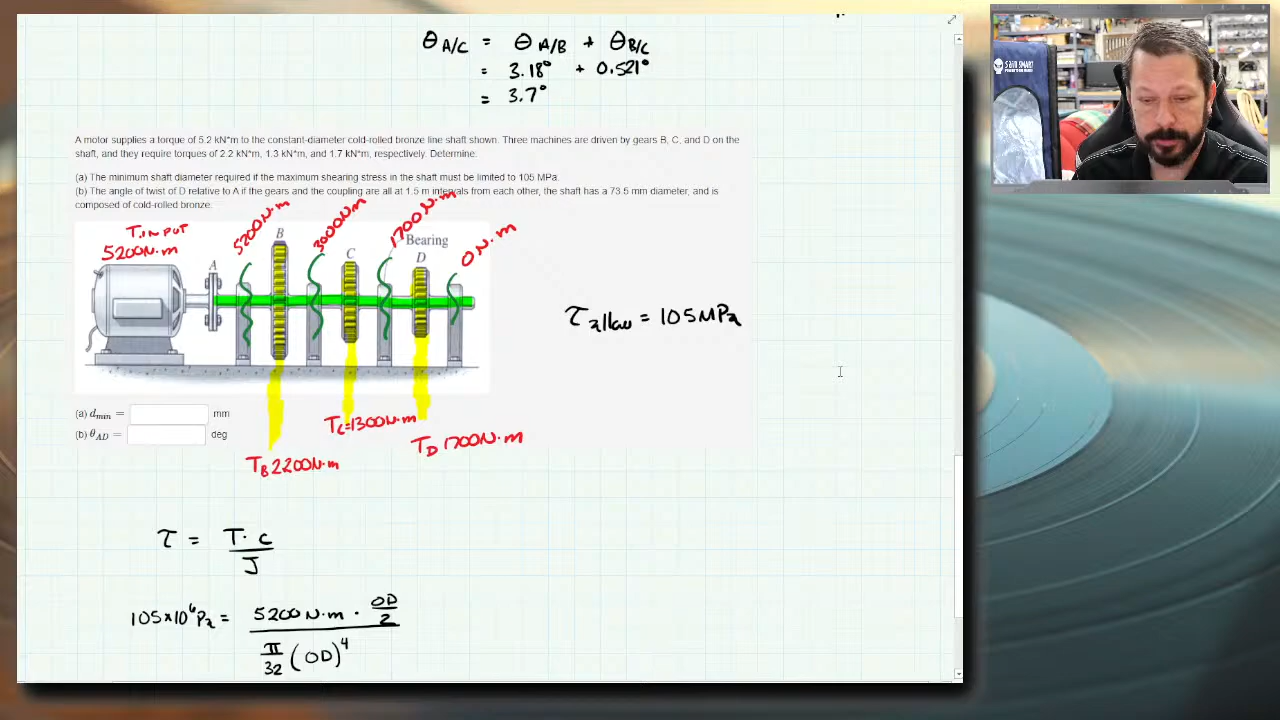 θ A/C = θ A/B + θ B/C
= 3.18° + 0.521°
= 3.7°
A motor supplies a torque of 5.2 kN*m to the constant-diameter cold-rolled bronze line shaft shown. Three machines are driven by gears B, C, and D on the
shaft, and they require torques of 2.2 kN*m, 1.3 kN*m, and 1.7 kN*m, respectively. Determine.
(a) The minimum shaft diameter required if the maximum shearing stress in the shaft must be limited to 105 MPa.
(b) The angle of twist of D relative to A if the gears and the coupling are all at 1.5 m intervals from each other, the shaft has a 73.5 mm diameter, and is
composed of cold-rolled bronze.
T. INPUT
5200N·m
5200N·m
3000N·m
1700N·m
0N·m
A
B
C
Bearing
D
τ allow = 105MPa
(a) dmin = mm
(b) θAD = deg
TB 2200N·m
TC=1300N·m
TD 1700N·m
τ = T·c / J
105×10⁶Pa = 5200N·m · OD/2
π/32 (OD)⁴